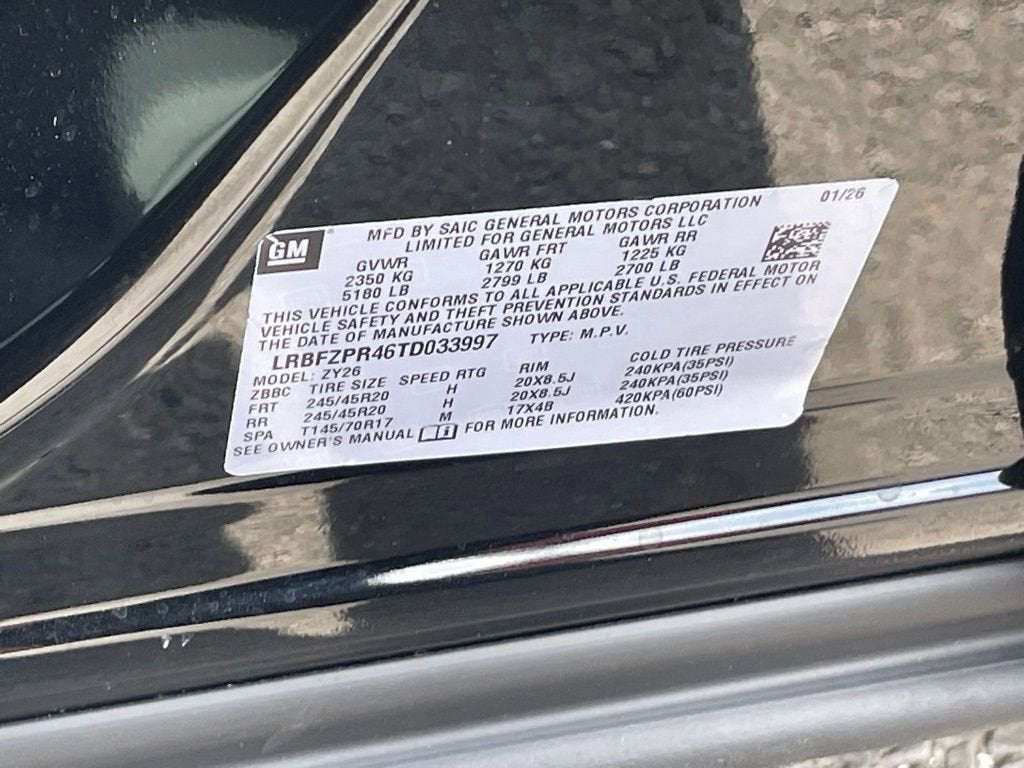 GM
MFD BY SAIC GENERAL MOTORS CORPORATION 01/26
LIMITED FOR GENERAL MOTORS LLC
GVWR GAWR FRT GAWR RR
2350 KG 1270 KG 1225 KG
5180 LB 2799 LB 2700 LB
THIS VEHICLE CONFORMS TO ALL APPLICABLE U.S. FEDERAL MOTOR
VEHICLE SAFETY AND THEFT PREVENTION STANDARDS IN EFFECT ON
THE DATE OF MANUFACTURE SHOWN ABOVE.
LRBFZPR46TD033997 TYPE: M.P.V.
MODEL: ZY26
ZBBC TIRE SIZE SPEED RTG RIM COLD TIRE PRESSURE
FRT 245/45R20 H 20X8.5J 240KPA(35PSI)
RR 245/45R20 H 20X8.5J 240KPA(35PSI)
SPA T145/70R17 M 17X4B 420KPA(60PSI)
SEE OWNER'S MANUAL FOR MORE INFORMATION.